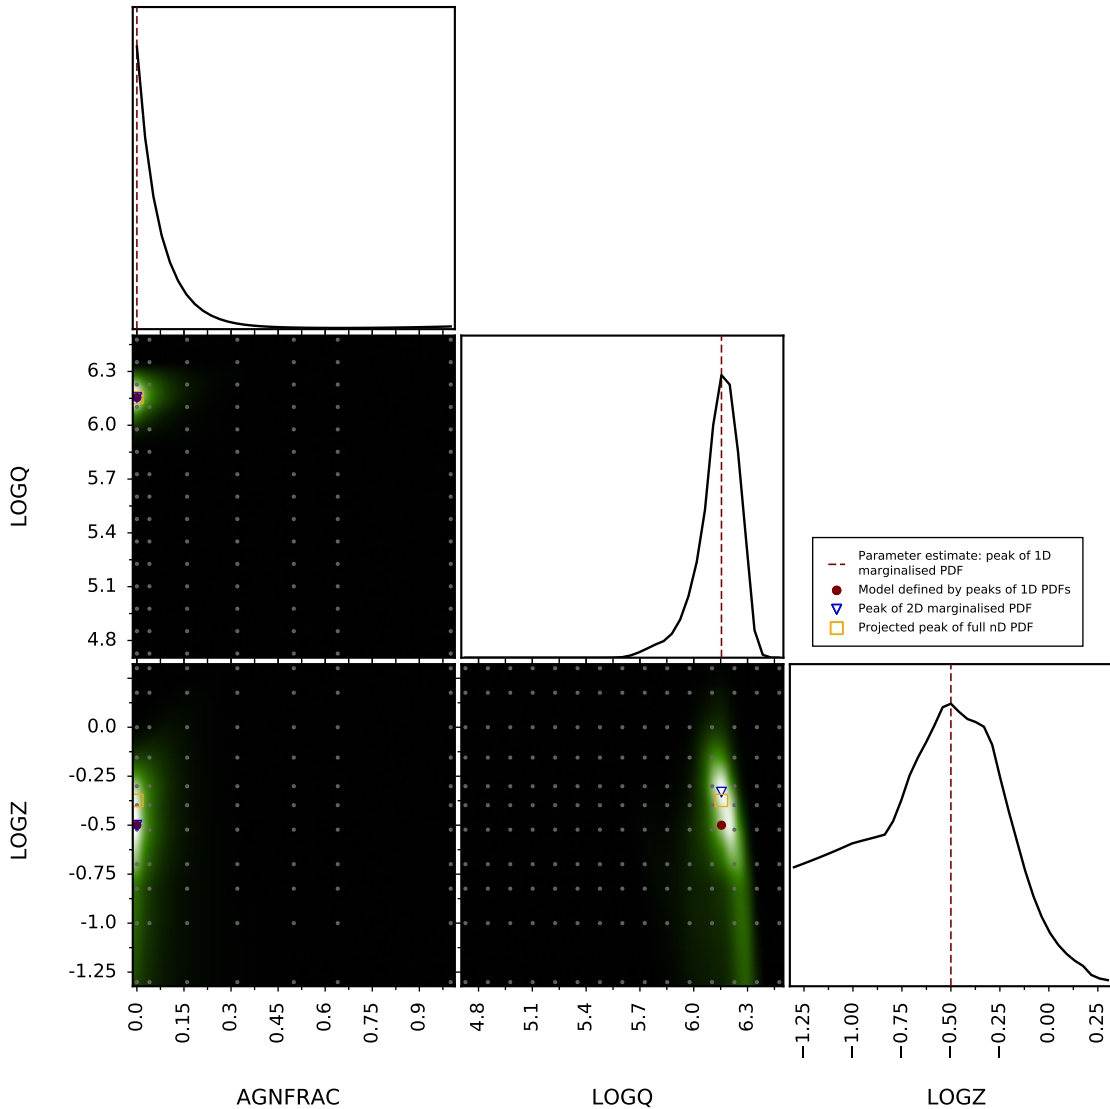 6.3
6.0
5.7
5.4
5.1
4.8
LOGQ
Parameter estimate: peak of 1D
marginalised PDF
Model defined by peaks of 1D PDFs
Peak of 2D marginalised PDF
Projected peak of full nD PDF
0.0
-0.25
-0.5
-0.75
-1.0
-1.25
LOGZ
0.0 0.15 0.3 0.45 0.6 0.75 0.9
4.8 5.1 5.4 5.7 6.0 6.3
−1.25 −1.00 −0.75 −0.50 −0.25 0.00 0.25
AGNFRAC LOGQ LOGZ